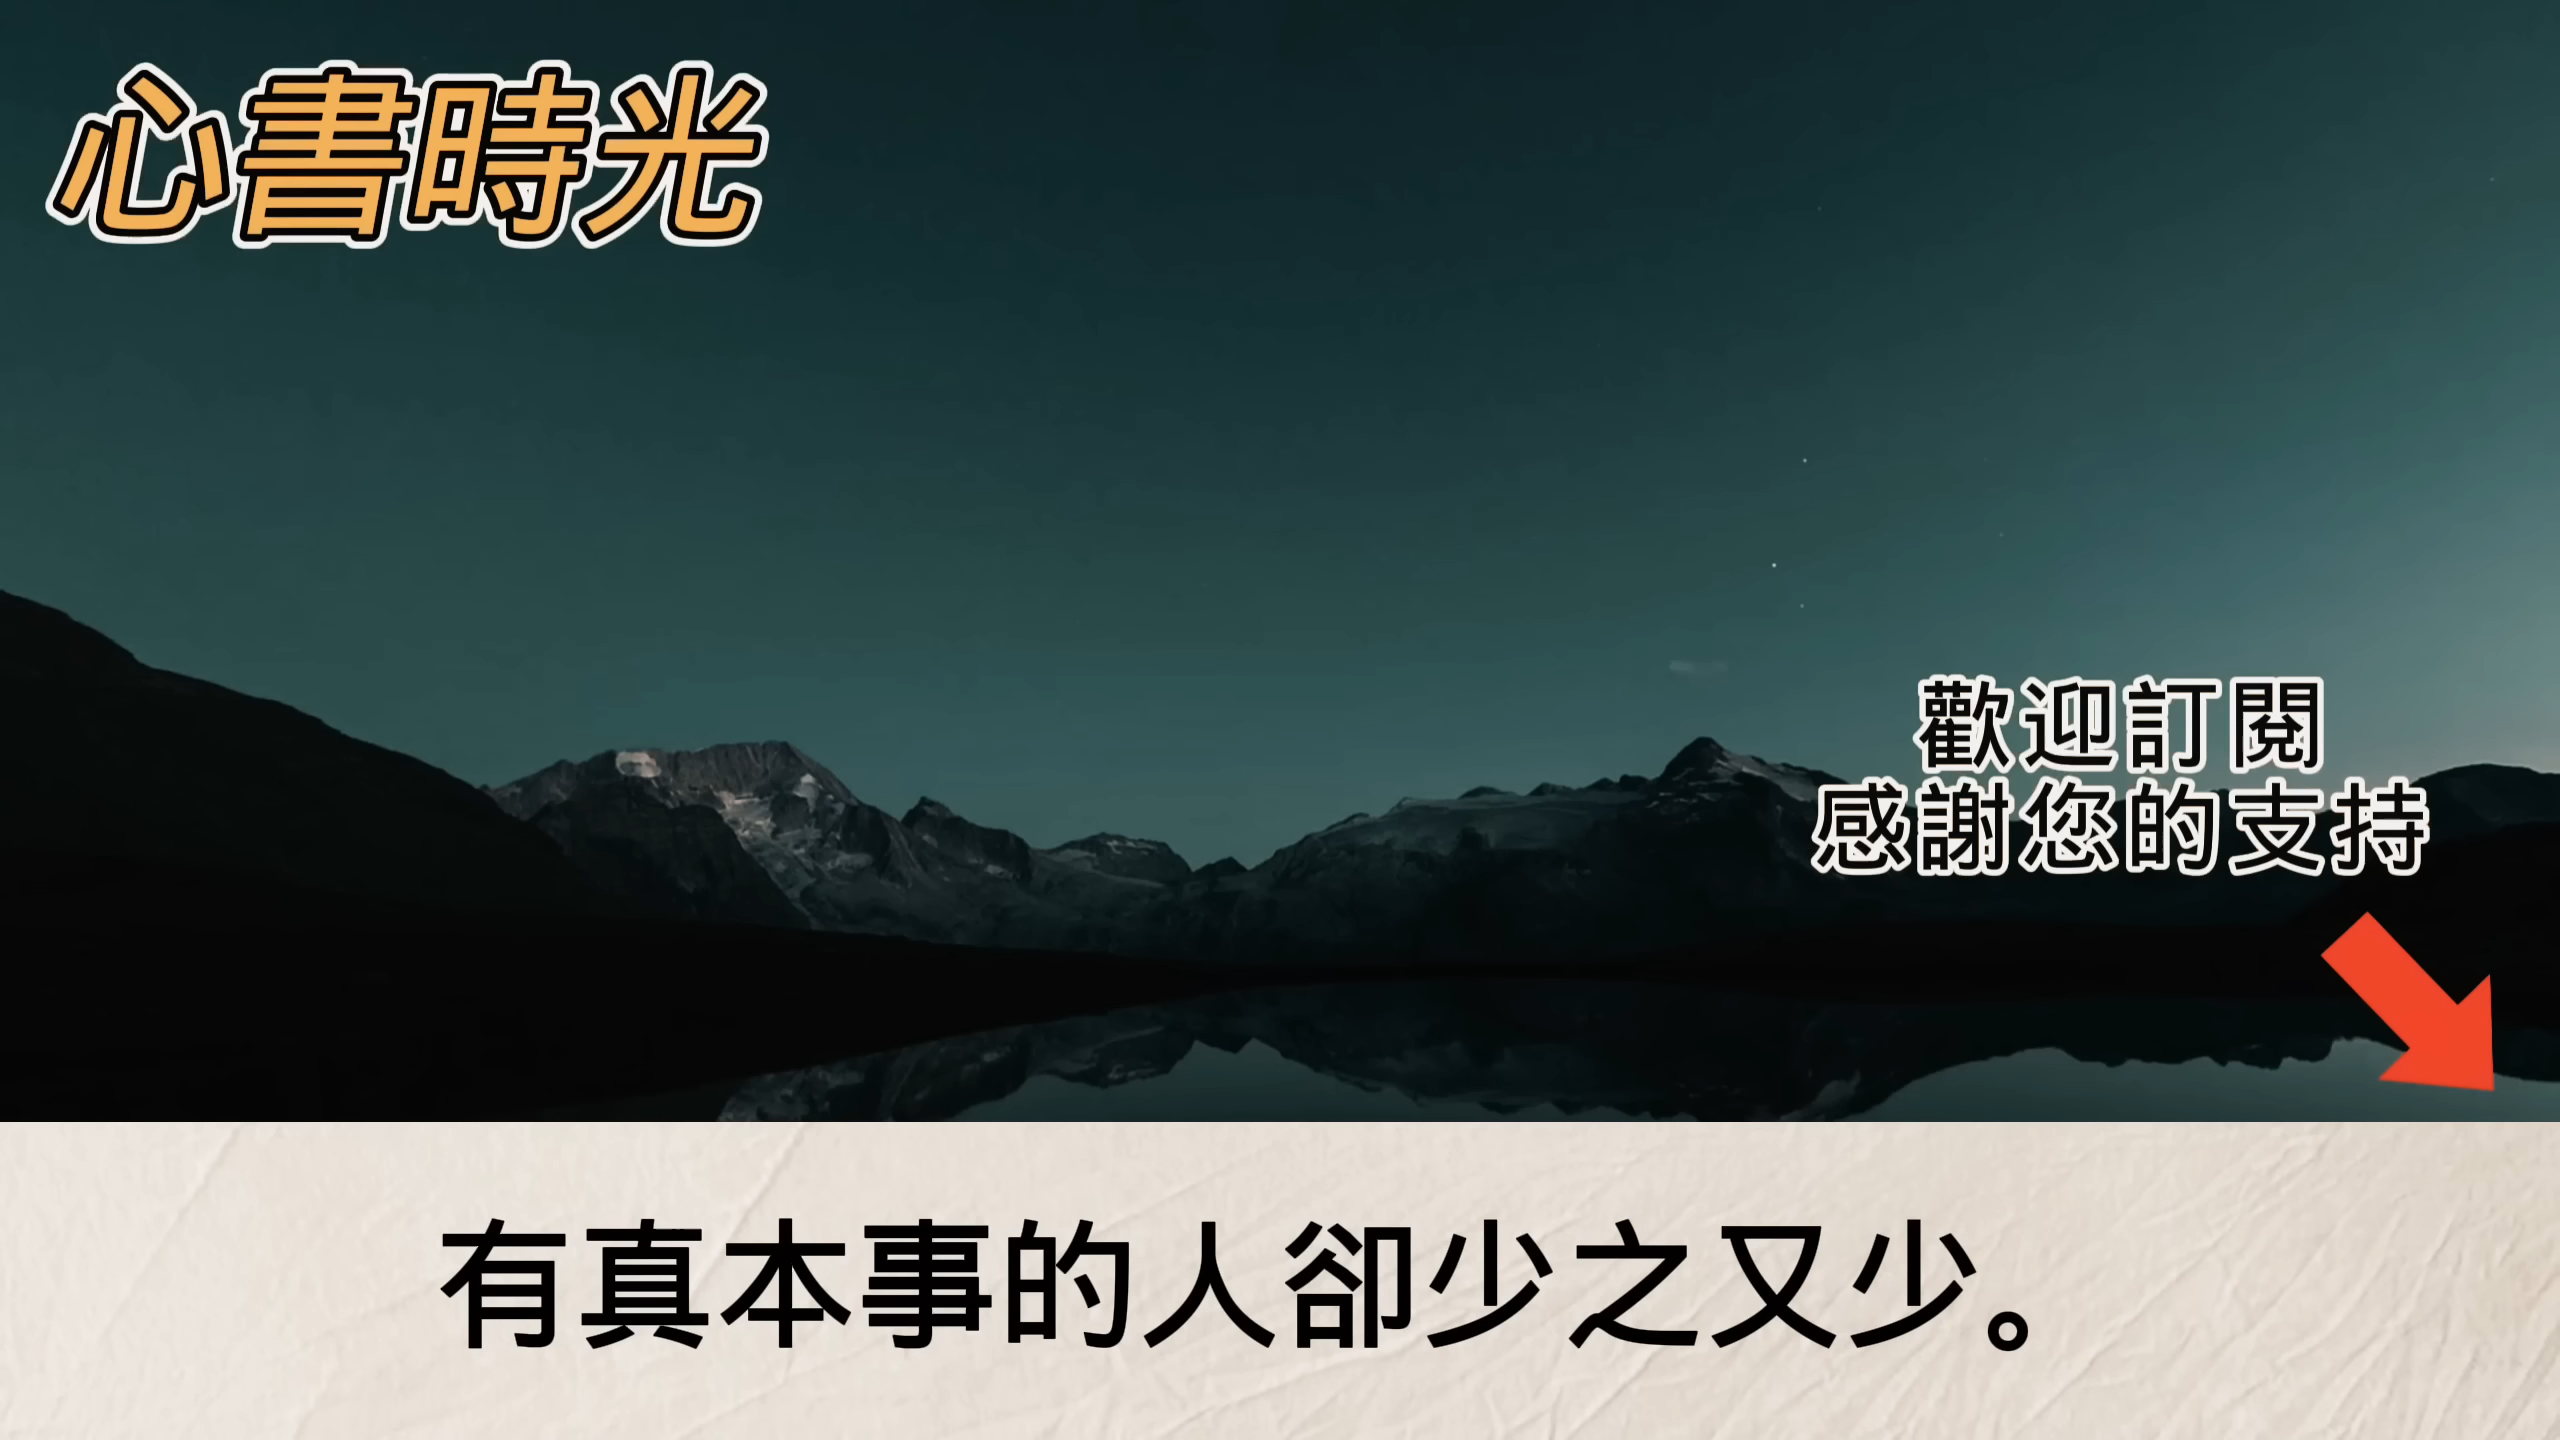 心書時光
歡迎訂閱
感謝您的支持
有真本事的人卻少之又少。